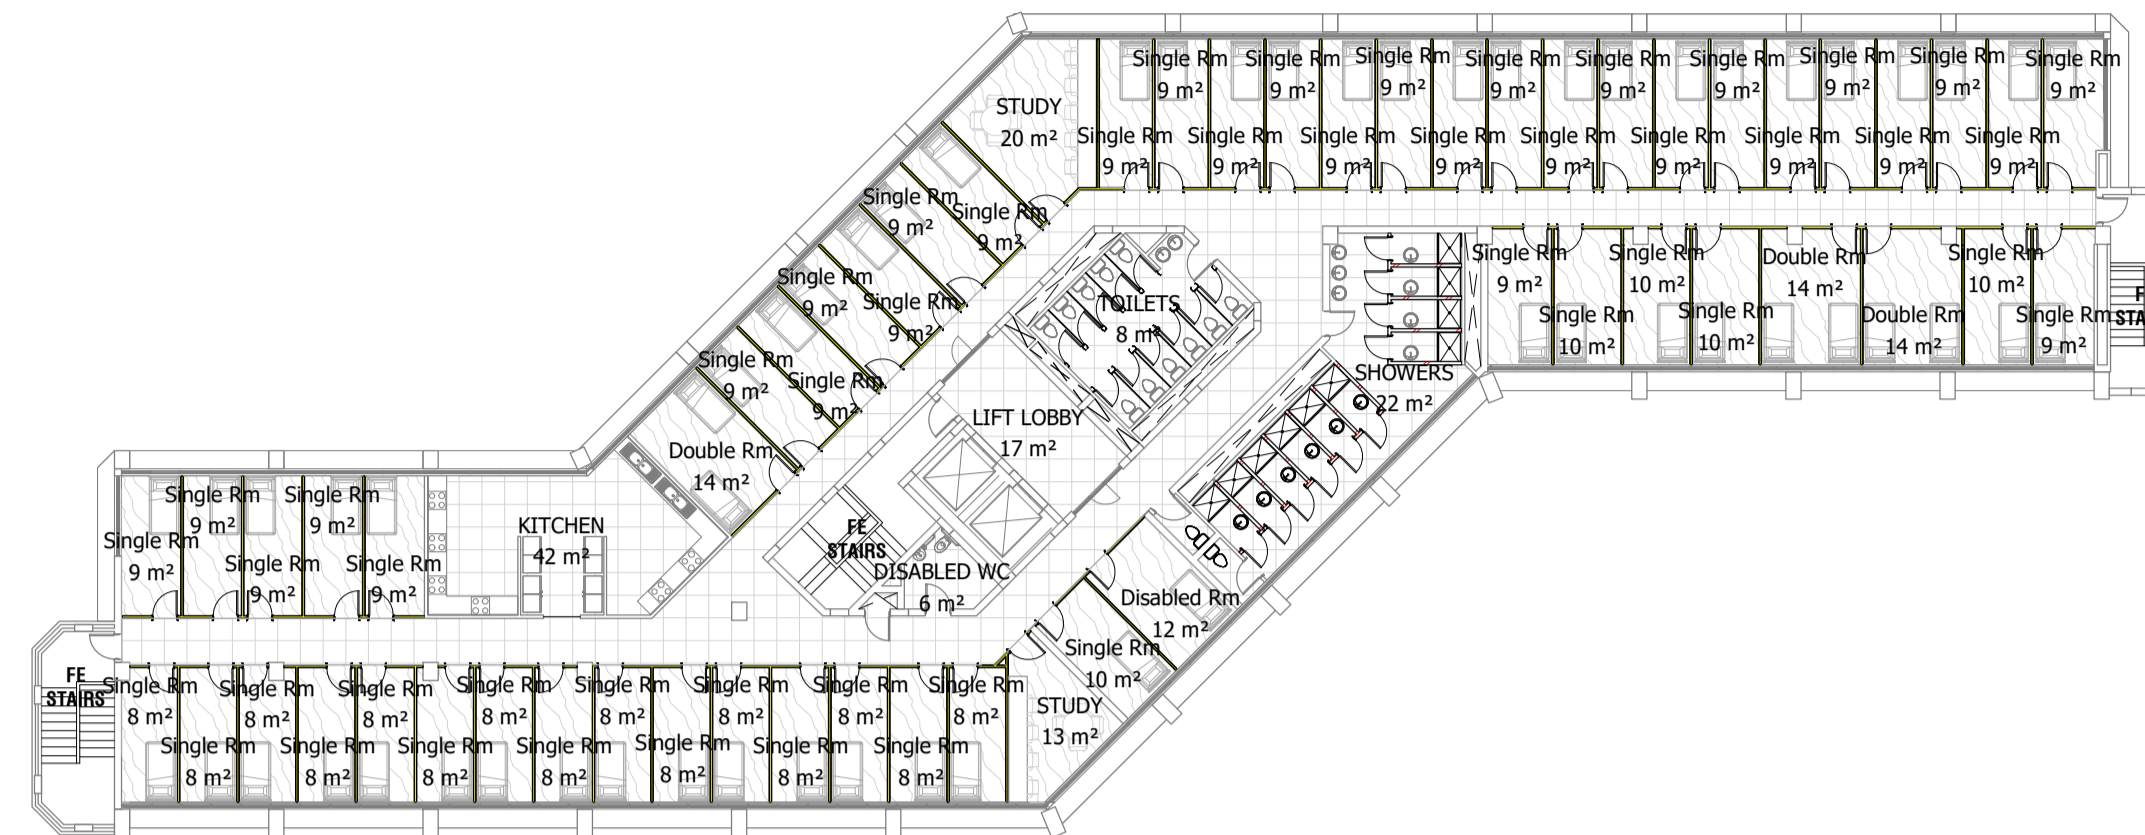 Single Rm
9 m²
Single Rm
9 m²
Single Rm
9 m²
Single Rm
9 m²
Single Rm
9 m²
Single Rm
9 m²
Single Rm
9 m²
Single Rm
9 m²
Single Rm
9 m²
STUDY
20 m²
Single Rm
9 m²
Single Rm
9 m²
Single Rm
9 m²
Single Rm
9 m²
Single Rm
9 m²
Single Rm
9 m²
Single Rm
9 m²
Single Rm
9 m²
Single Rm
9 m²
Single Rm
9 m²
Single Rm
9 m²
Single Rm
9 m²
Single Rm
9 m²
Single Rm
9 m²
Single Rm
9 m²
Double Rm
14 m²
Single Rm
9 m²
Single Rm
10 m²
Double Rm
14 m²
Single Rm
10 m²
Single Rm
10 m²
Single Rm
10 m²
Double Rm
14 m²
Single Rm
9 m²
F
STA
TOILETS
8 m²
SHOWERS
22 m²
LIFT LOBBY
17 m²
FE
STAIRS
DISABLED WC
6 m²
Single Rm
9 m²
Single Rm
9 m²
Single Rm
9 m²
Single Rm
9 m²
Single Rm
9 m²
KITCHEN
42 m²
Disabled Rm
12 m²
Single Rm
10 m²
STUDY
13 m²
FE
STAIRS
Single Rm
8 m²
Single Rm
8 m²
Single Rm
8 m²
Single Rm
8 m²
Single Rm
8 m²
Single Rm
8 m²
Single Rm
8 m²
Single Rm
8 m²
Single Rm
8 m²
Single Rm
8 m²
Single Rm
8 m²
Single Rm
8 m²
Single Rm
8 m²
Single Rm
8 m²
Single Rm
8 m²